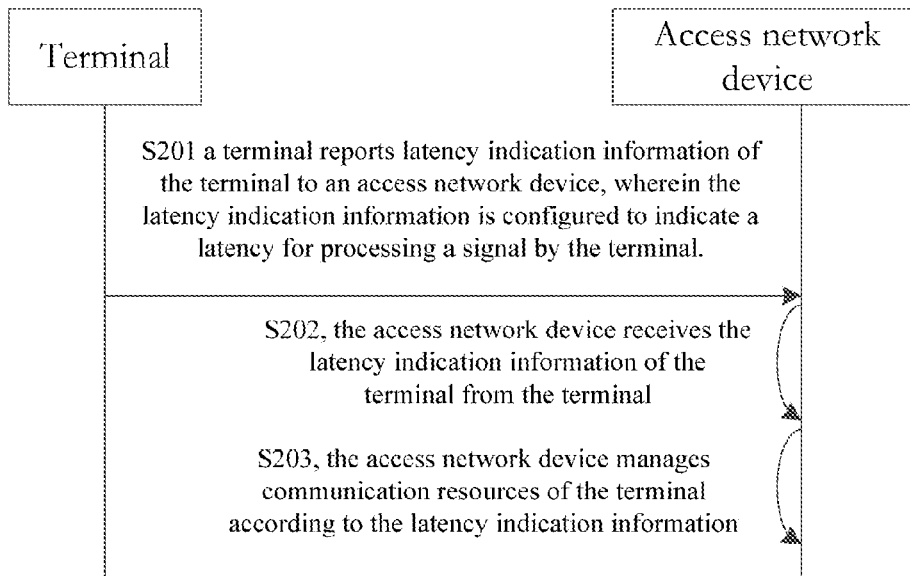 Terminal
Access network
device
S201 a terminal reports latency indication information of
the terminal to an access network device, wherein the
latency indication information is configured to indicate a
latency for processing a signal by the terminal.
S202, the access network device receives the
latency indication information of the
terminal from the terminal
S203, the access network device manages
communication resources of the terminal
according to the latency indication information